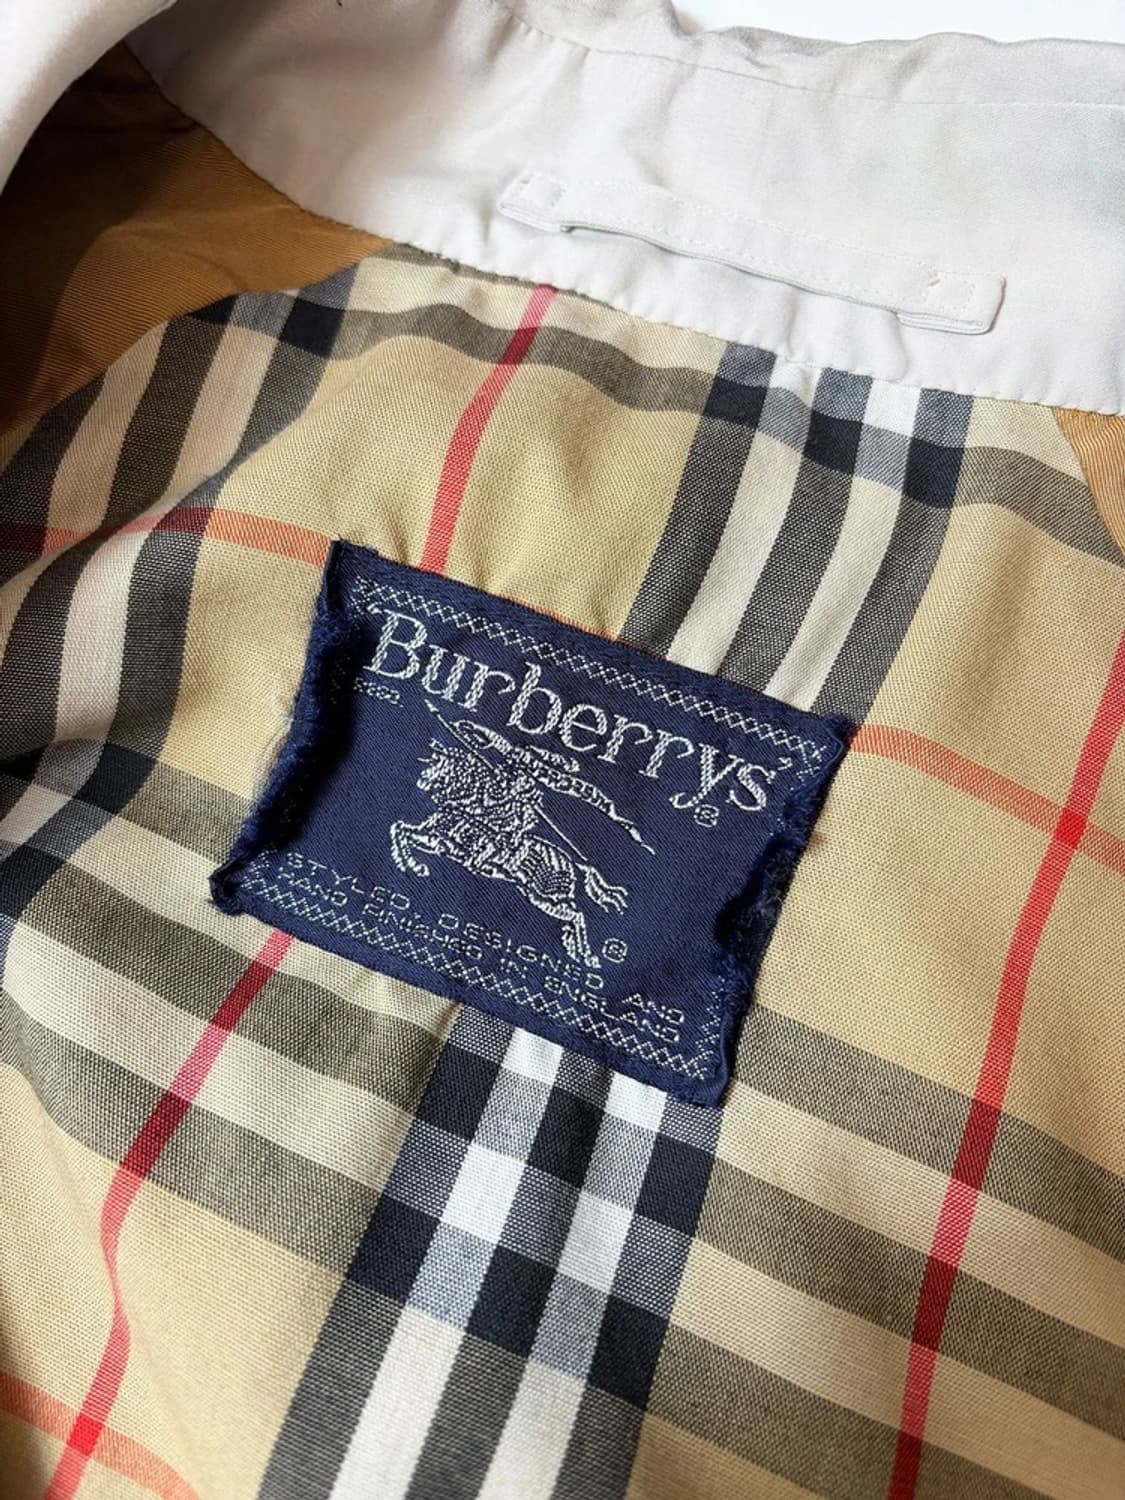 Burberrys®
®
STYLED, DESIGNED AND
HAND FINISHED IN ENGLAND